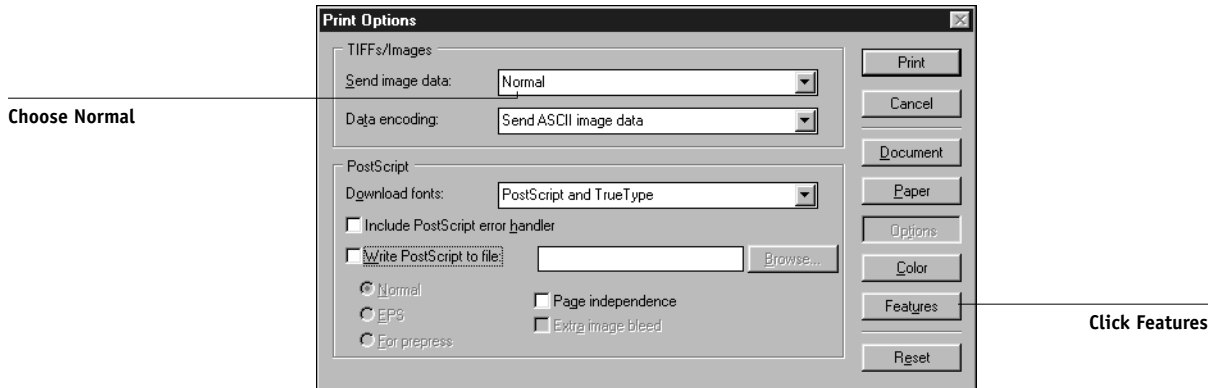 Print Options
TIFFs/Images
Send image data:
Normal
Data encoding:
Send ASCII image data
PostScript
Download fonts:
PostScript and TrueType
Include PostScript error handler
Write PostScript to file:
Browse...
Normal
EPS
For prepress
Page independence
Extra image bleed
Print
Cancel
Document
Paper
Options
Color
Features
Reset
Choose Normal
Click Features